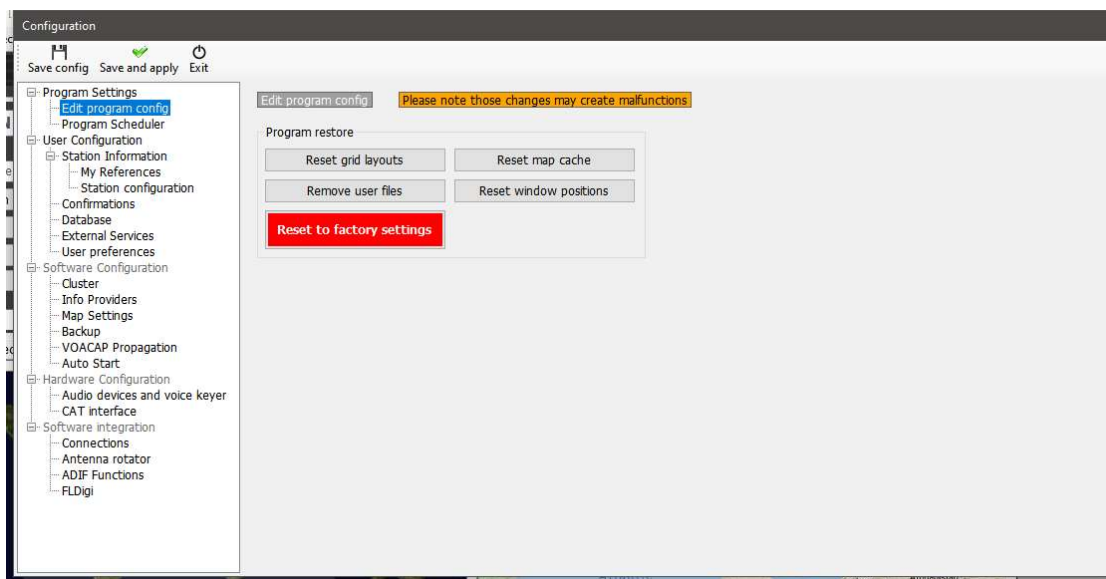 Configuration
Save config Save and apply Exit
Program Settings
Edit program config
Program Scheduler
User Configuration
Station Information
My References
Station configuration
Confirmations
Database
External Services
User preferences
Software Configuration
Cluster
Info Providers
Map Settings
Backup
VOACAP Propagation
Auto Start
Hardware Configuration
Audio devices and voice keyer
CAT interface
Software integration
Connections
Antenna rotator
ADIF Functions
FLDigi
Edit program config Please note those changes may create malfunctions
Program restore
Reset grid layouts Reset map cache
Remove user files Reset window positions
Reset to factory settings